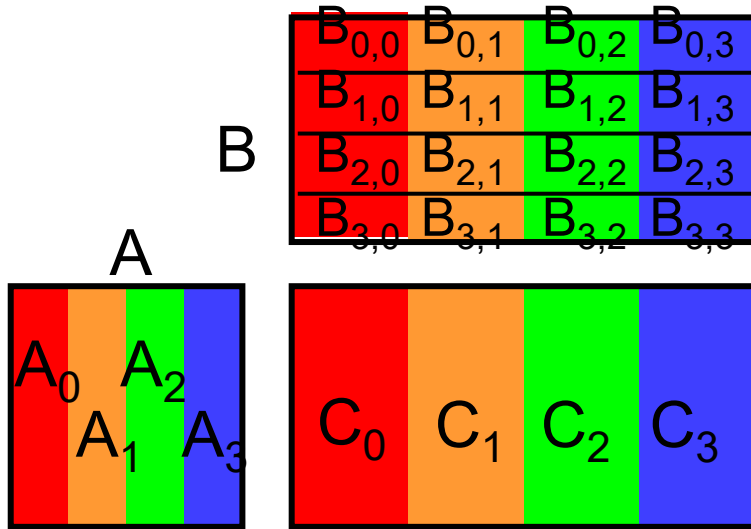 B₀,₀ B₀,₁ B₀,₂ B₀,₃
B₁,₀ B₁,₁ B₁,₂ B₁,₃
B
B₂,₀ B₂,₁ B₂,₂ B₂,₃
B₃,₀ B₃,₁ B₃,₂ B₃,₃
A
A₀ A₂
A₁ A₃
C₀ C₁ C₂ C₃